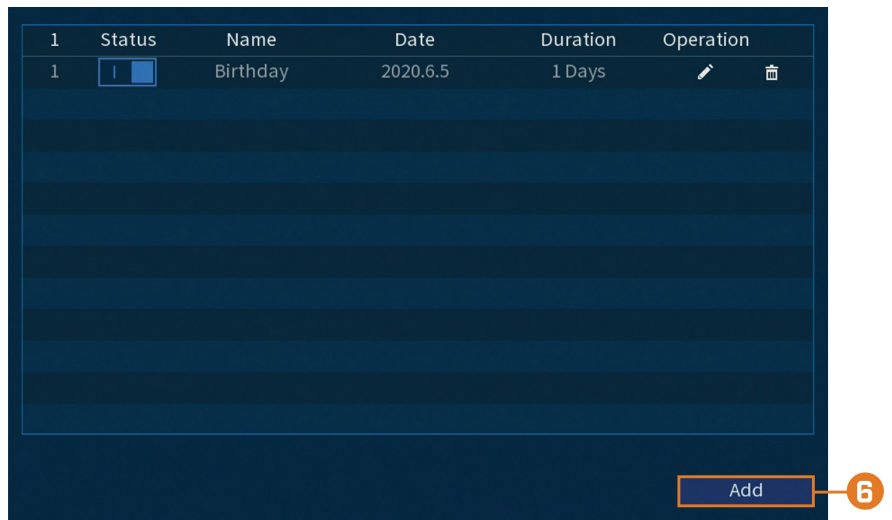 1 Status Name Date Duration Operation
1 Birthday 2020.6.5 1 Days
Add
6